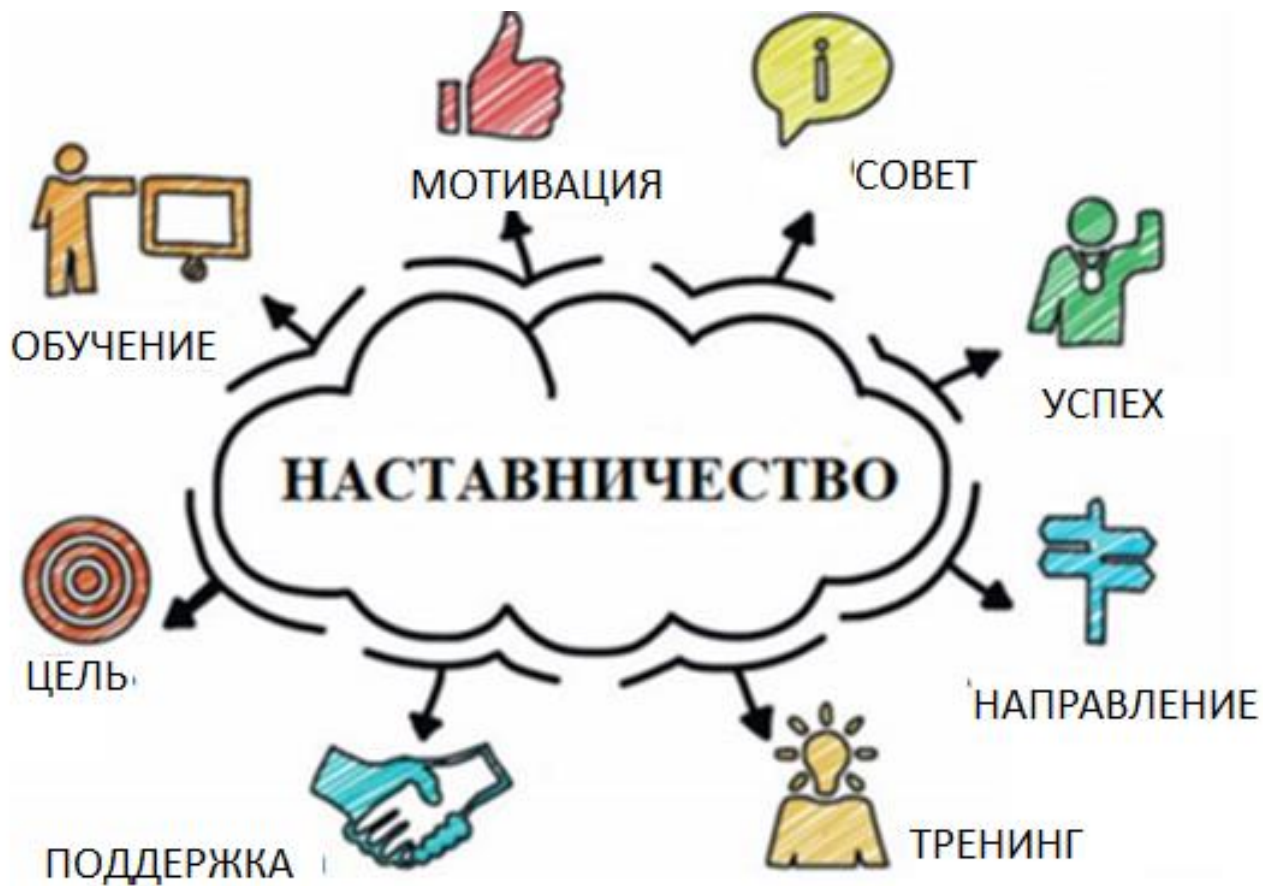 МОТИВАЦИЯ
СОВЕТ
ОБУЧЕНИЕ
УСПЕХ
НАСТАВНИЧЕСТВО
ЦЕЛЬ
НАПРАВЛЕНИЕ
ПОДДЕРЖКА
ТРЕНИНГ